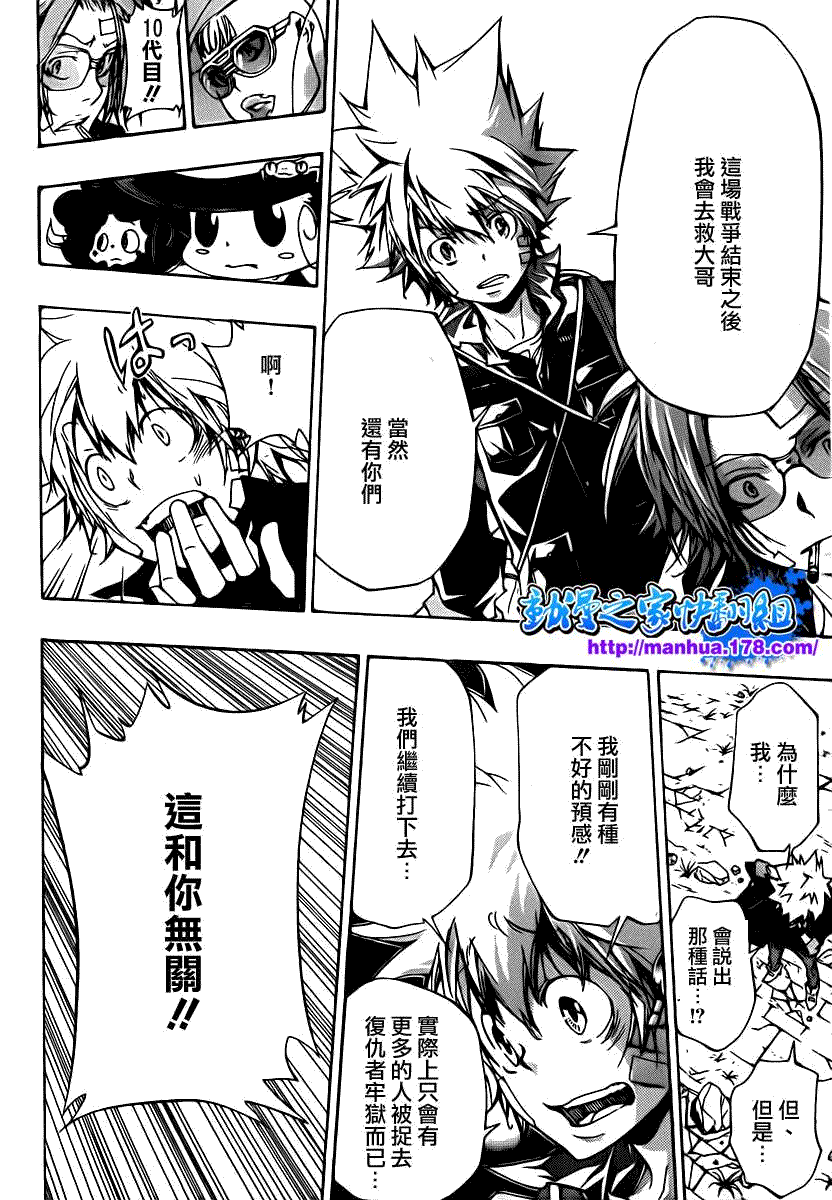 這場戰爭結束之後
我會去救大哥
當然
還有你們
10代目!!
ぱっ
啊!
動漫之家快翻組
http://manhua.178.com/
為什麼
我…
會說出
那種話…!?
但、
但是…
我剛剛有種
不好的預感!!
我們繼續打下去…
實際上只會有
更多的人被捉去
復仇者牢獄而已…
這和你無關!!